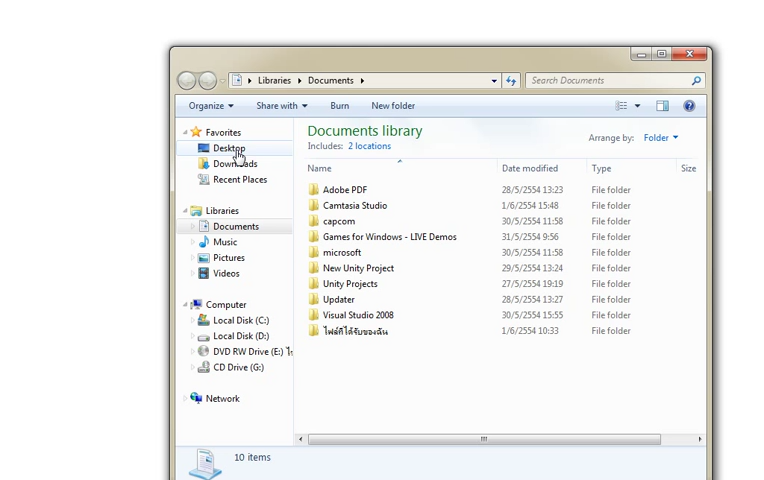 Libraries Documents
Search Documents
Organize Share with Burn New folder
Favorites
Desktop
Downloads
Recent Places
Libraries
Documents
Music
Pictures
Videos
Computer
Local Disk (C:)
Local Disk (D:)
DVD RW Drive (E:)
CD Drive (G:)
Network
Documents library
Includes: 2 locations
Arrange by: Folder
Name Date modified Type Size
Adobe PDF 28/5/2554 13:23 File folder
Camtasia Studio 1/6/2554 15:48 File folder
capcom 30/5/2554 11:58 File folder
Games for Windows - LIVE Demos 31/5/2554 9:56 File folder
microsoft 30/5/2554 11:58 File folder
New Unity Project 29/5/2554 13:24 File folder
Unity Projects 27/5/2554 19:19 File folder
Updater 28/5/2554 13:27 File folder
Visual Studio 2008 30/5/2554 15:55 File folder
ไฟล์ที่ได้รับของฉัน 1/6/2554 10:33 File folder
10 items